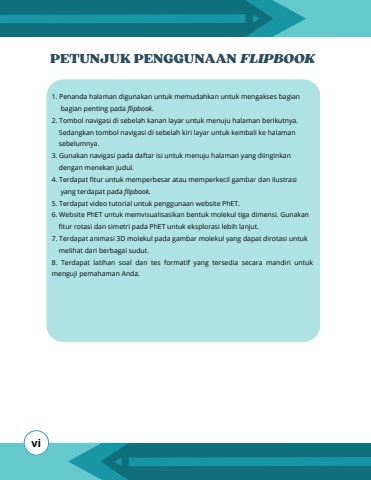 PETUNJUK PENGGUNAAN FLIPBOOK
1. Penanda halaman digunakan untuk memudahkan untuk mengakses bagian
bagian penting pada flipbook.
2. Tombol navigasi di sebelah kanan layar untuk menuju halaman berikutnya.
Sedangkan tombol navigasi di sebelah kiri layar untuk kembali ke halaman
sebelumnya.
3. Gunakan navigasi pada daftar isi untuk menuju halaman yang diinginkan
dengan menekan judul.
4. Terdapat fitur untuk memperbesar atau memperkecil gambar dan ilustrasi
yang terdapat pada flipbook.
5. Terdapat video tutorial untuk penggunaan website PhET.
6. Website PhET untuk memvisualisasikan bentuk molekul tiga dimensi. Gunakan
fitur rotasi dan simetri pada PhET untuk eksplorasi lebih lanjut.
7. Terdapat animasi 3D molekul pada gambar molekul yang dapat dirotasi untuk
melihat dari berbagai sudut.
8. Terdapat latihan soal dan tes formatif yang tersedia secara mandiri untuk
menguji pemahaman Anda.
vi